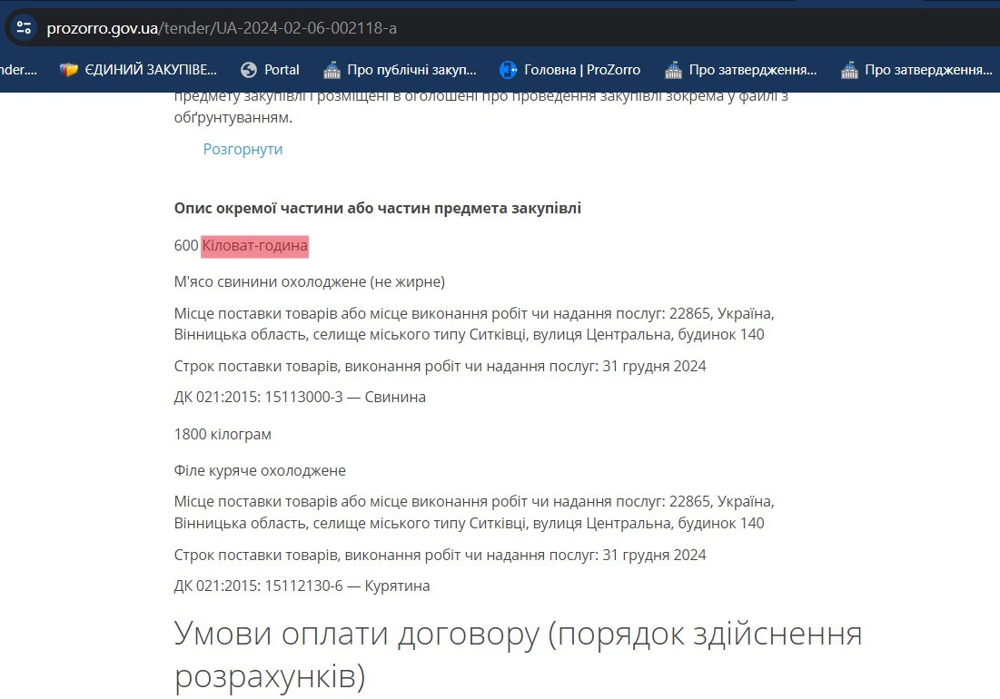 prozorro.gov.ua/tender/UA-2024-02-06-002118-a
nder.... ЄДИНИЙ ЗАКУПІВЕ... Portal Про публічні закуп... Головна | ProZorro Про затвердження... Про затвердження...
предмету закупівлі і розміщені в оголошені про проведення закупівлі зокрема у файлі з
обґрунтуванням.
Розгорнути
Опис окремої частини або частин предмета закупівлі
600 Кіловат-година
М'ясо свинини охолоджене (не жирне)
Місце поставки товарів або місце виконання робіт чи надання послуг: 22865, Україна,
Вінницька область, селище міського типу Ситківці, вулиця Центральна, будинок 140
Строк поставки товарів, виконання робіт чи надання послуг: 31 грудня 2024
ДК 021:2015: 15113000-3 — Свинина
1800 кілограм
Філе куряче охолоджене
Місце поставки товарів або місце виконання робіт чи надання послуг: 22865, Україна,
Вінницька область, селище міського типу Ситківці, вулиця Центральна, будинок 140
Строк поставки товарів, виконання робіт чи надання послуг: 31 грудня 2024
ДК 021:2015: 15112130-6 — Курятина
Умови оплати договору (порядок здійснення
розрахунків)